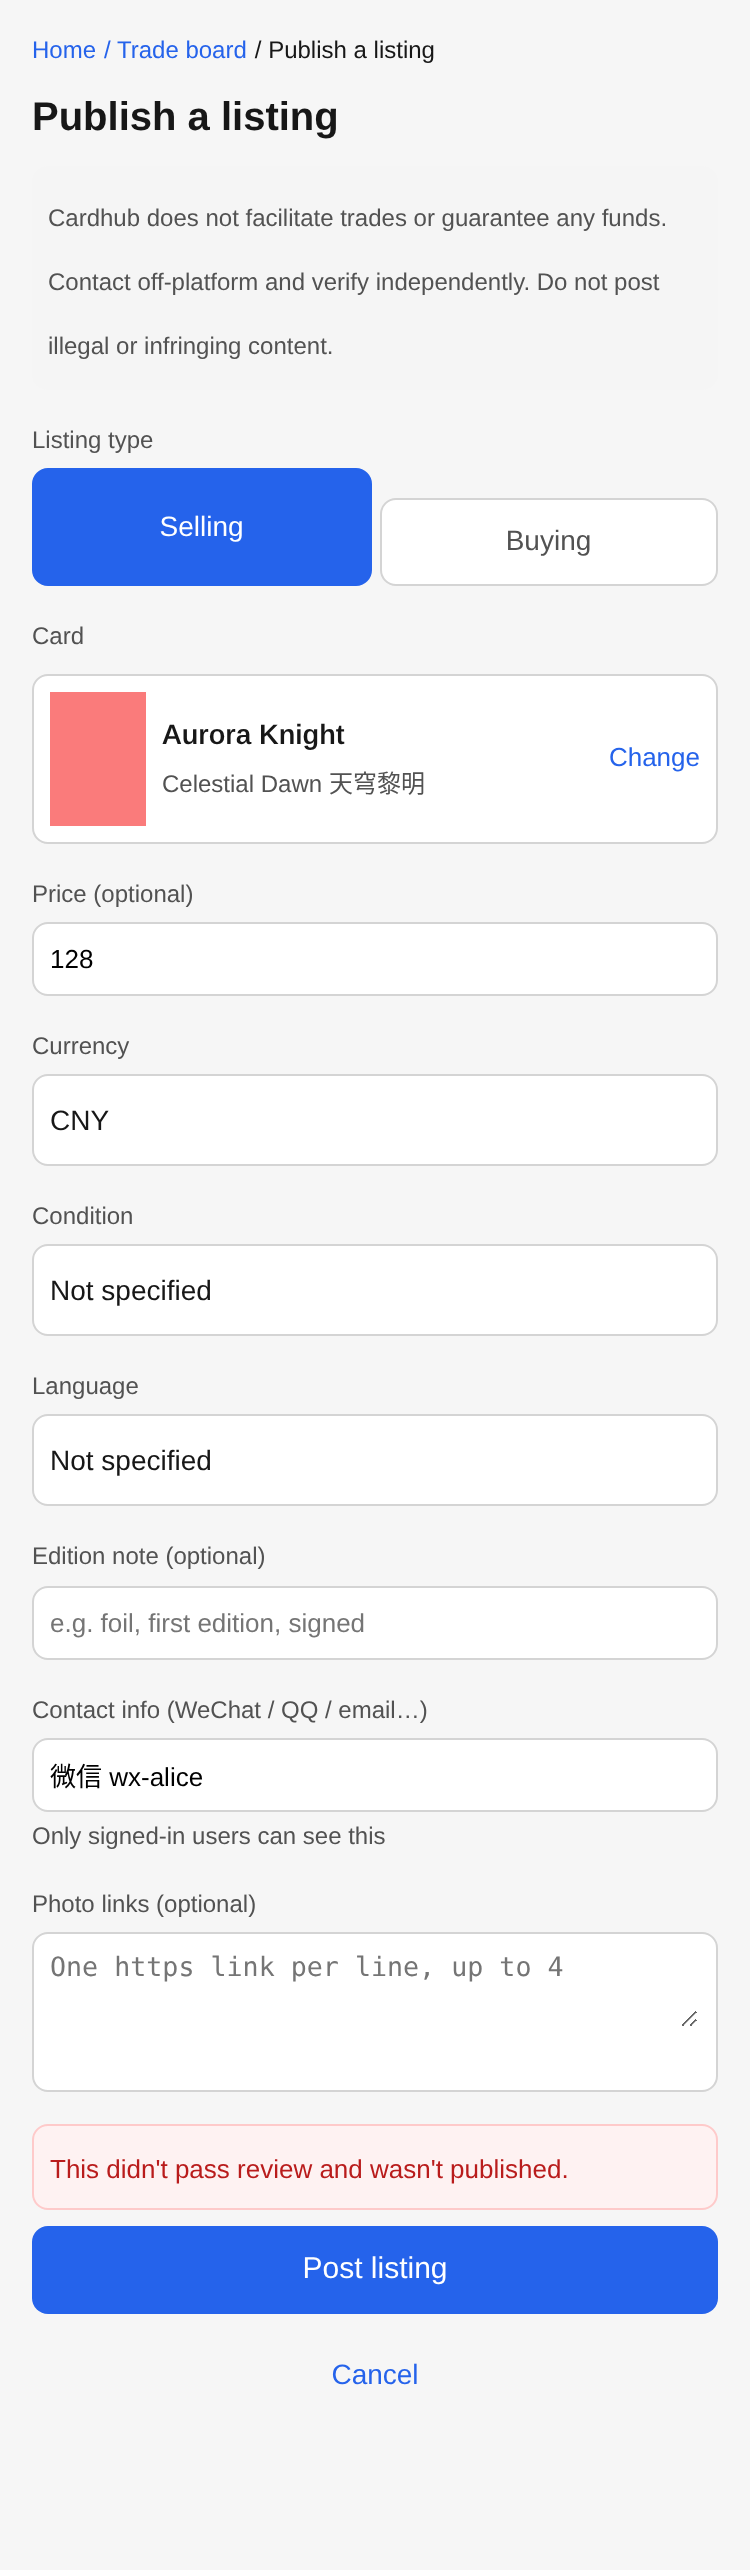 Home / Trade board / Publish a listing
Publish a listing
Cardhub does not facilitate trades or guarantee any funds.
Contact off-platform and verify independently. Do not post
illegal or infringing content.
Listing type
Selling
Buying
Card
Aurora Knight
Celestial Dawn 天穹黎明
Change
Price (optional)
128
Currency
CNY
Condition
Not specified
Language
Not specified
Edition note (optional)
e.g. foil, first edition, signed
Contact info (WeChat / QQ / email…)
微信 wx-alice
Only signed-in users can see this
Photo links (optional)
One https link per line, up to 4
This didn't pass review and wasn't published.
Post listing
Cancel